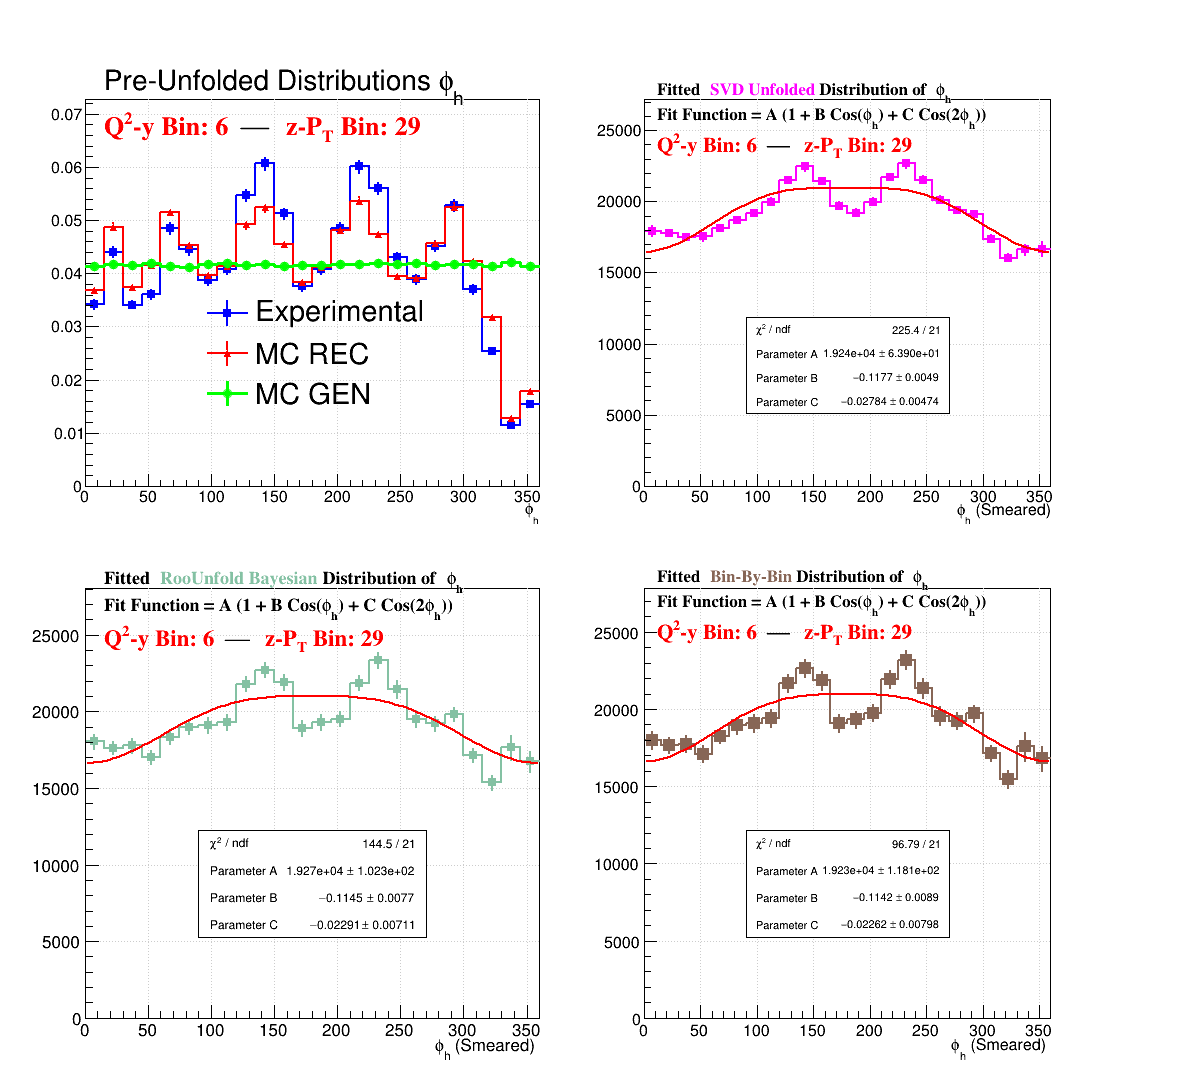 Pre-Unfolded Distributions ϕh
Q²-y Bin: 6 — z-PT Bin: 29
0.07
0.06
0.05
0.04
0.03
0.02
0.01
0
Experimental
MC REC
MC GEN
0 50 100 150 200 250 300 350
ϕh
Fitted SVD Unfolded Distribution of ϕh
Fit Function = A (1 + B Cos(ϕh) + C Cos(2ϕh))
Q²-y Bin: 6 — z-PT Bin: 29
25000
20000
15000
10000
5000
0
χ² / ndf 225.4 / 21
Parameter A 1.924e+04 ± 6.390e+01
Parameter B −0.1177 ± 0.0049
Parameter C −0.02784 ± 0.00474
0 50 100 150 200 250 300 350
ϕh (Smeared)
Fitted RooUnfold Bayesian Distribution of ϕh
Fit Function = A (1 + B Cos(ϕh) + C Cos(2ϕh))
Q²-y Bin: 6 — z-PT Bin: 29
25000
20000
15000
10000
5000
0
χ² / ndf 144.5 / 21
Parameter A 1.927e+04 ± 1.023e+02
Parameter B −0.1145 ± 0.0077
Parameter C −0.02291 ± 0.00711
0 50 100 150 200 250 300 350
ϕh (Smeared)
Fitted Bin-By-Bin Distribution of ϕh
Fit Function = A (1 + B Cos(ϕh) + C Cos(2ϕh))
Q²-y Bin: 6 — z-PT Bin: 29
25000
20000
15000
10000
5000
0
χ² / ndf 96.79 / 21
Parameter A 1.923e+04 ± 1.181e+02
Parameter B −0.1142 ± 0.0089
Parameter C −0.02262 ± 0.00798
0 50 100 150 200 250 300 350
ϕh (Smeared)